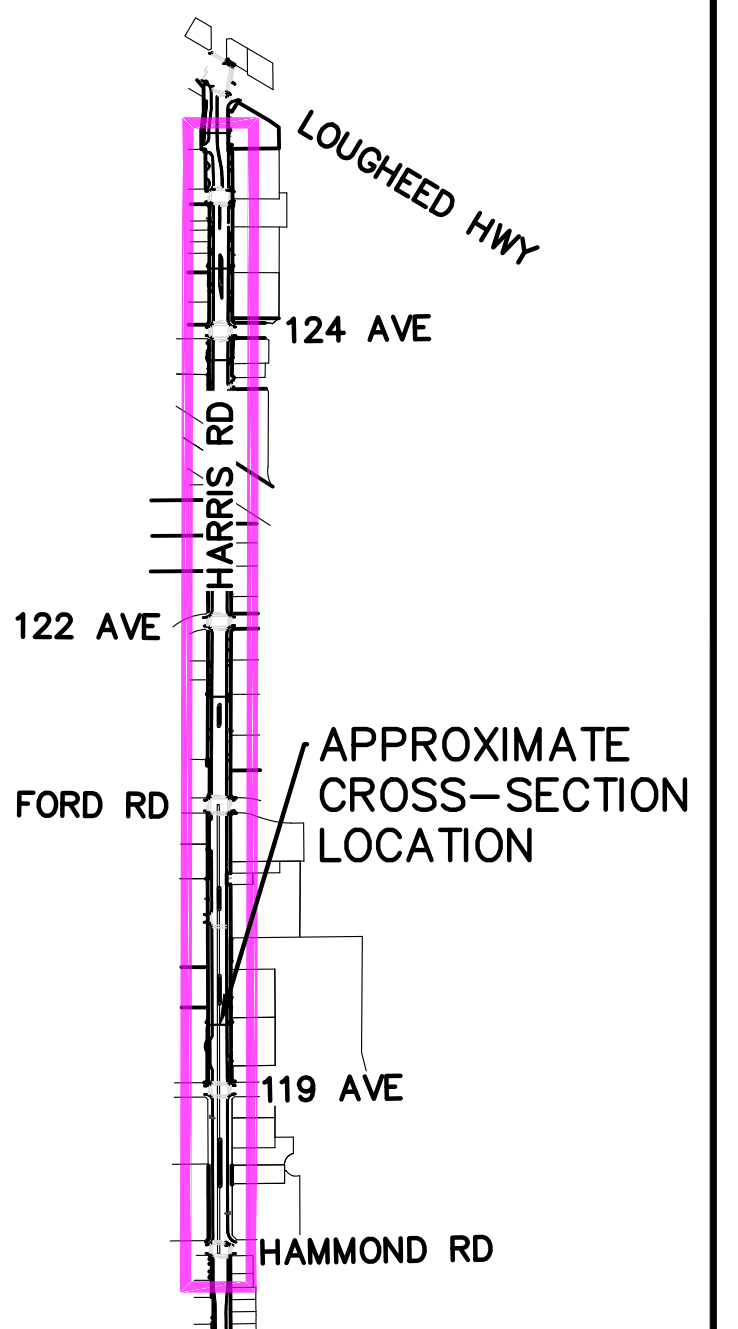 LOUGHEED HWY
124 AVE
HARRIS RD
122 AVE
APPROXIMATE
CROSS-SECTION
LOCATION
FORD RD
119 AVE
HAMMOND RD